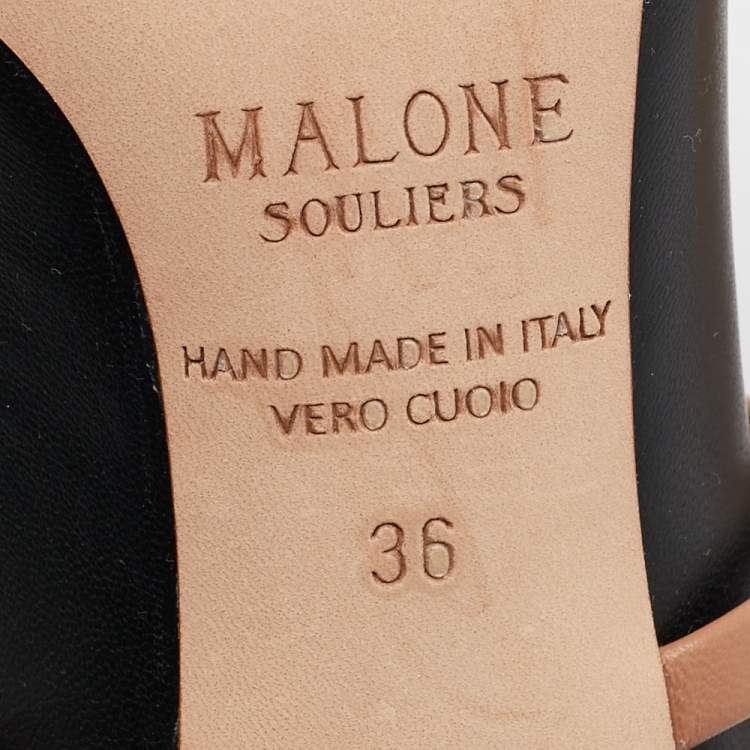 MALONE
SOULIERS
HAND MADE IN ITALY
VERO CUOIO
36